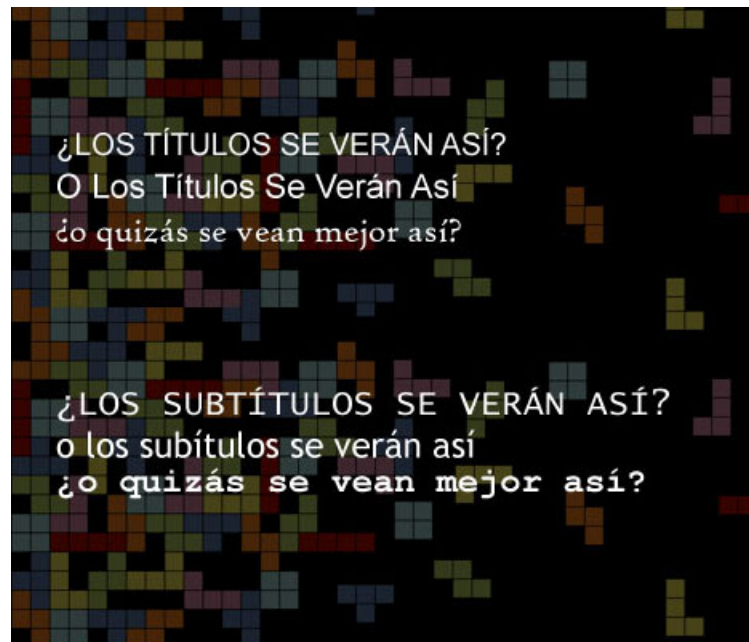 ¿LOS TÍTULOS SE VERÁN ASÍ?
O Los Títulos Se Verán Así
¿o quizás se vean mejor así?
¿LOS SUBTÍTULOS SE VERÁN ASÍ?
o los subítulos se verán así
¿o quizás se vean mejor así?